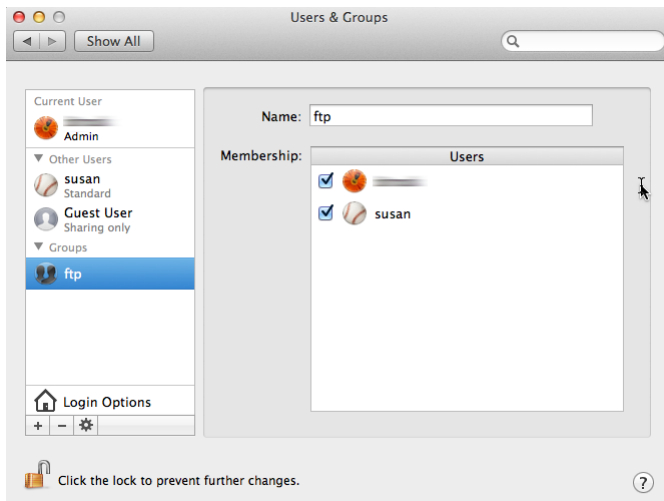 Users & Groups
Show All
Current User
Admin
Other Users
susan
Standard
Guest User
Sharing only
Groups
ftp
Login Options
Name: ftp
Membership:
Users
susan
Click the lock to prevent further changes.
?